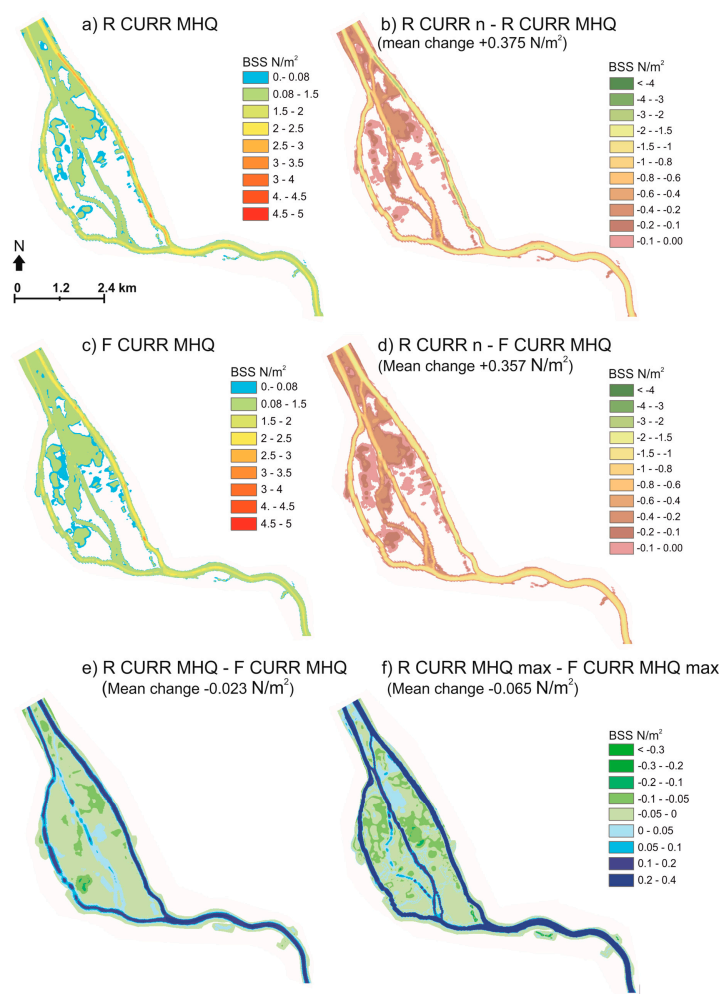 a) R CURR MHQ
b) R CURR n - R CURR MHQ
(mean change +0.375 N/m²)
BSS N/m²
0.- 0.08
0.08 - 1.5
1.5 - 2
2 - 2.5
2.5 - 3
3 - 3.5
3 - 4
4. - 4.5
4.5 - 5
BSS N/m²
< -4
-4 - -3
-3 - -2
-2 - -1.5
-1.5 - -1
-1 - -0.8
-0.8 - -0.6
-0.6 - -0.4
-0.4 - -0.2
-0.2 - -0.1
-0.1 - 0.00
N
0 1.2 2.4 km
c) F CURR MHQ
d) R CURR n - F CURR MHQ
(Mean change +0.357 N/m²)
BSS N/m²
0.- 0.08
0.08 - 1.5
1.5 - 2
2 - 2.5
2.5 - 3
3 - 3.5
3 - 4
4. - 4.5
4.5 - 5
BSS N/m²
< -4
-4 - -3
-3 - -2
-2 - -1.5
-1.5 - -1
-1 - -0.8
-0.8 - -0.6
-0.6 - -0.4
-0.4 - -0.2
-0.2 - -0.1
-0.1 - 0.00
e) R CURR MHQ - F CURR MHQ
(Mean change -0.023 N/m²)
f) R CURR MHQ max - F CURR MHQ max
(Mean change -0.065 N/m²)
BSS N/m²
< -0.3
-0.3 - -0.2
-0.2 - -0.1
-0.1 - -0.05
-0.05 - 0
0 - 0.05
0.05 - 0.1
0.1 - 0.2
0.2 - 0.4